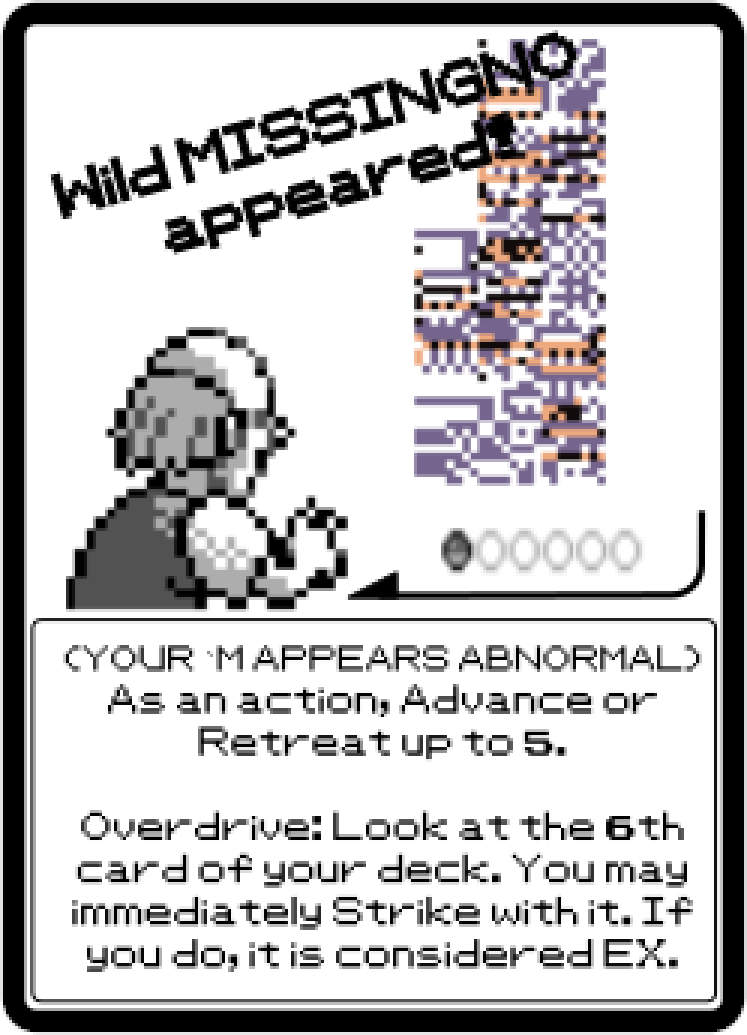 Wild MISSINGNO
appeared!
(YOUR 'M APPEARS ABNORMAL)
As an action, Advance or
Retreat up to 5.
Overdrive: Look at the 6th
card of your deck. You may
immediately Strike with it. If
you do, it is considered EX.